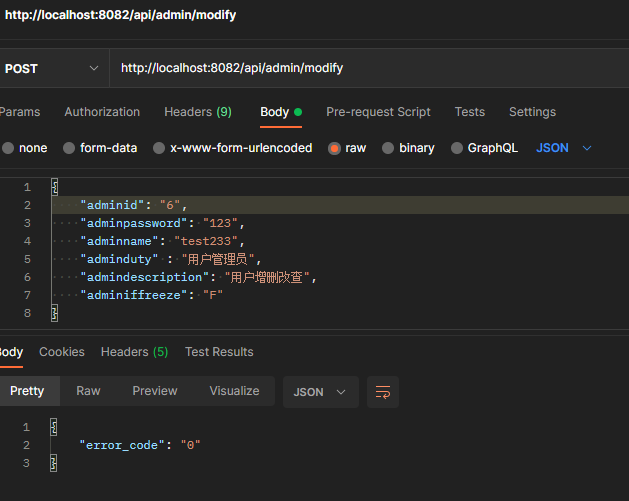 http://localhost:8082/api/admin/modify
POST http://localhost:8082/api/admin/modify
Params Authorization Headers (9) Body Pre-request Script Tests Settings
none form-data x-www-form-urlencoded raw binary GraphQL JSON
1 {
2 "adminid": "6",
3 "adminpassword": "123",
4 "adminname": "test233",
5 "adminduty" : "用户管理员",
6 "admindescription": "用户增删改查",
7 "adminiffreeze": "F"
8 }
Body Cookies Headers (5) Test Results
Pretty Raw Preview Visualize JSON
1 {
2 "error_code": "0"
3 }